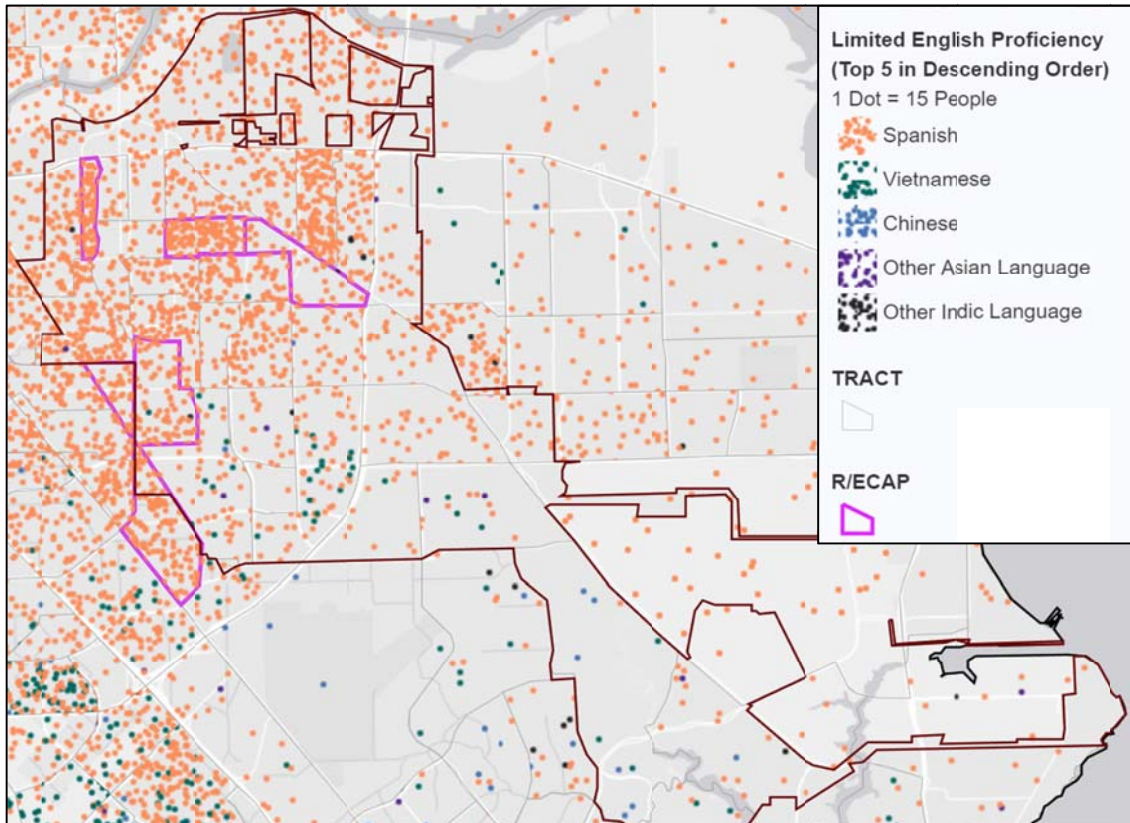 Limited English Proficiency
(Top 5 in Descending Order)
1 Dot = 15 People
Spanish
Vietnamese
Chinese
Other Asian Language
Other Indic Language
TRACT
R/ECAP